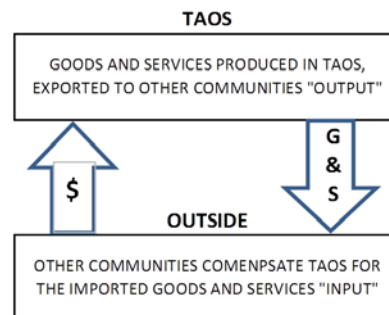 TAOS
GOODS AND SERVICES PRODUCED IN TAOS,
EXPORTED TO OTHER COMMUNITIES "OUTPUT"
$
G
&
S
OUTSIDE
OTHER COMMUNITIES COMENPSATE TAOS FOR
THE IMPORTED GOODS AND SERVICES "INPUT"